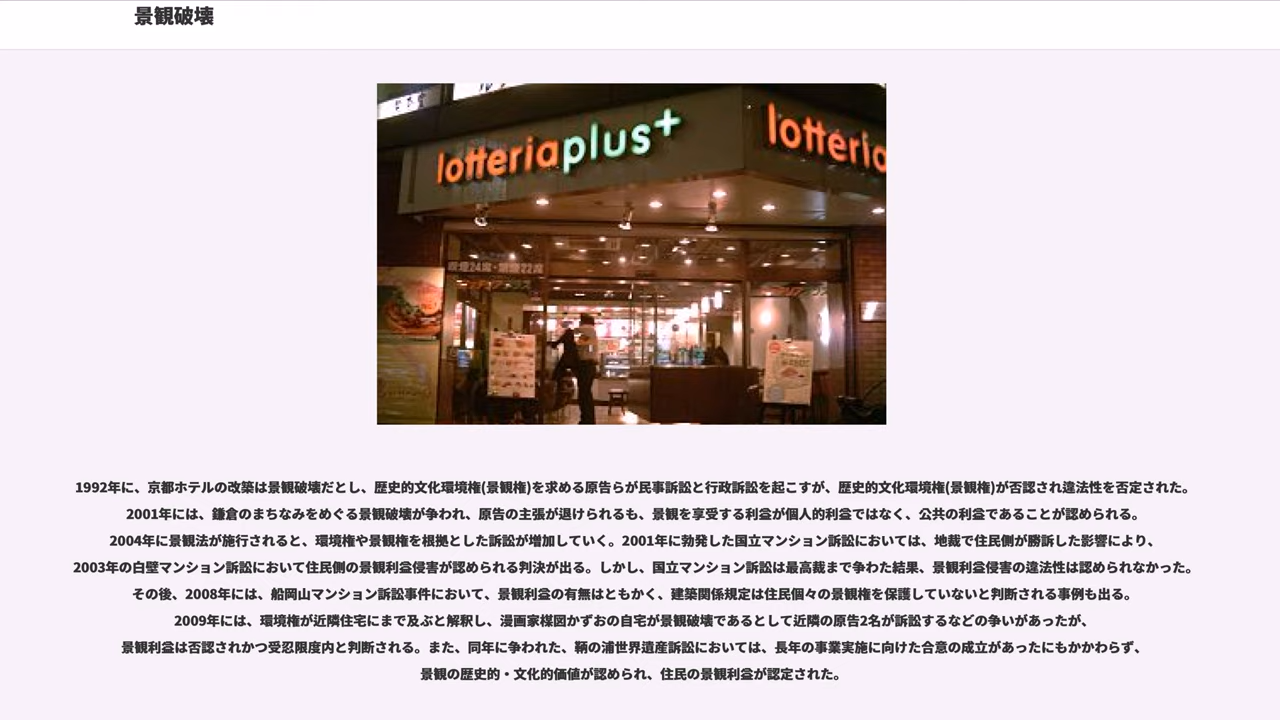 景観破壊
lotteriaplus+
lotteria
1992年に、京都ホテルの改築は景観破壊だとし、歴史的文化環境権(景観権)を求める原告らが民事訴訟と行政訴訟を起こすが、歴史的文化環境権(景観権)が否認され違法性を否定された。
2001年には、鎌倉のまちなみをめぐる景観破壊が争われ、原告の主張が退けられるも、景観を享受する利益が個人的利益ではなく、公共の利益であることが認められる。
2004年に景観法が施行されると、環境権や景観権を根拠とした訴訟が増加していく。2001年に勃発した国立マンション訴訟においては、地裁で住民側が勝訴した影響により、
2003年の白壁マンション訴訟において住民側の景観利益侵害が認められる判決が出る。しかし、国立マンション訴訟は最高裁まで争わた結果、景観利益侵害の違法性は認められなかった。
その後、2008年には、船岡山マンション訴訟事件において、景観利益の有無はともかく、建築関係規定は住民個々の景観権を保護していないと判断される事例も出る。
2009年には、環境権が近隣住宅にまで及ぶと解釈し、漫画家楳図かずおの自宅が景観破壊であるとして近隣の原告2名が訴訟するなどの争いがあったが、
景観利益は否認されかつ受忍限度内と判断される。また、同年に争われた、鞆の浦世界遺産訴訟においては、長年の事業実施に向けた合意の成立があったにもかかわらず、
景観の歴史的・文化的価値が認められ、住民の景観利益が認定された。